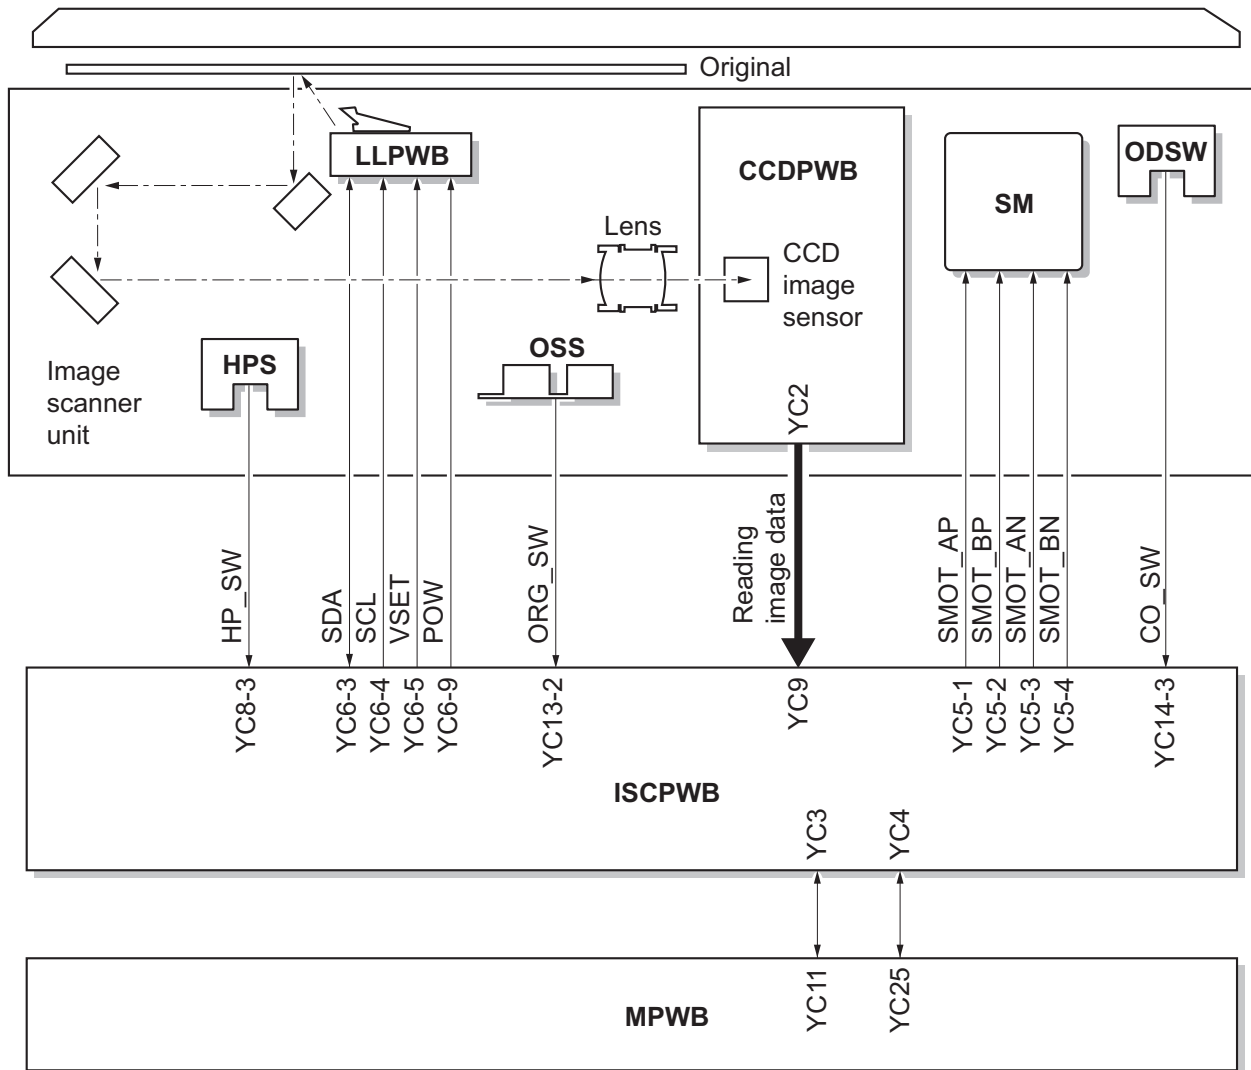 Original
LLPWB
CCDPWB
SM
ODSW
Lens
CCD
image
sensor
HPS
OSS
Image
scanner
unit
YC2
HP_SW
SDA
SCL
VSET
POW
ORG_SW
Reading
image data
SMOT_AP
SMOT_BP
SMOT_AN
SMOT_BN
CO_SW
YC8-3
YC6-3
YC6-4
YC6-5
YC6-9
YC13-2
YC9
YC5-1
YC5-2
YC5-3
YC5-4
YC14-3
ISCPWB
YC3
YC4
YC11
YC25
MPWB